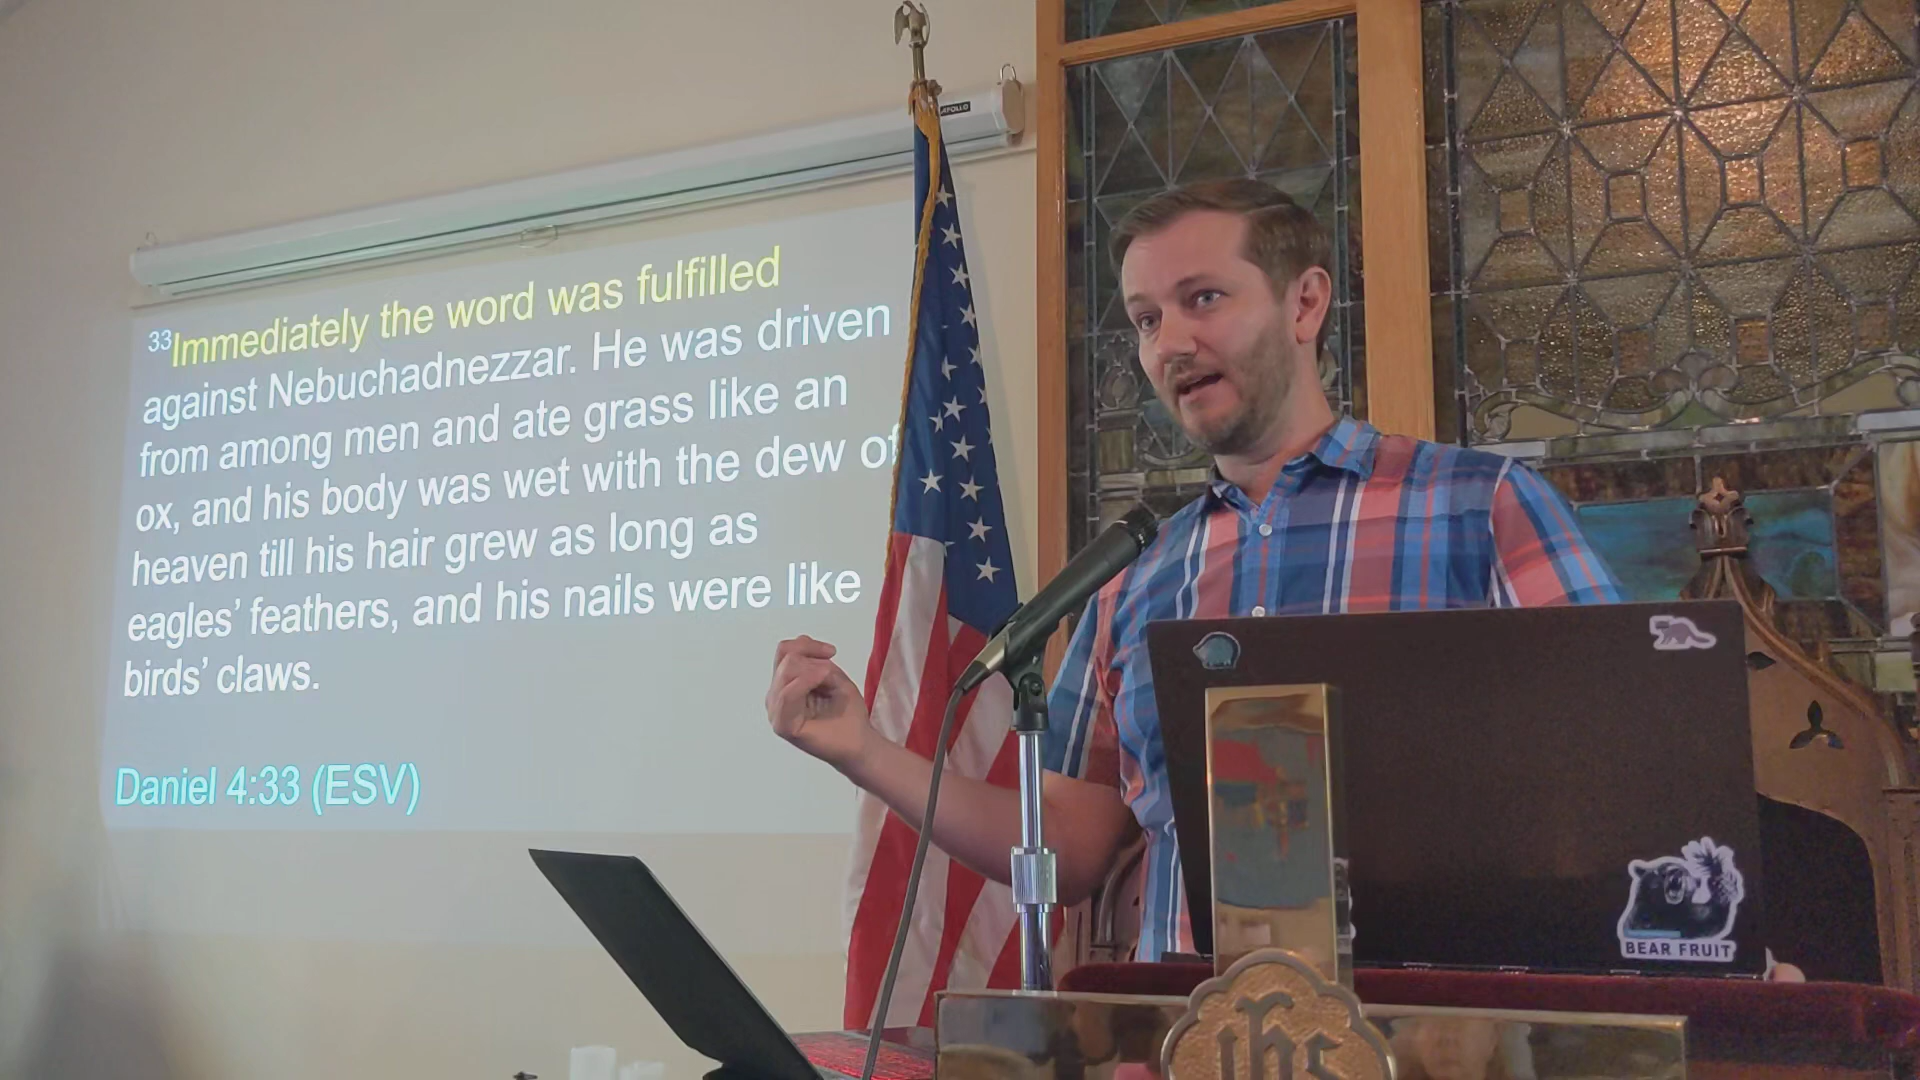 APOLLO
33Immediately the word was fulfilled
against Nebuchadnezzar. He was driven
from among men and ate grass like an
ox, and his body was wet with the dew of
heaven till his hair grew as long as
eagles’ feathers, and his nails were like
birds’ claws.
Daniel 4:33 (ESV)
BEAR FRUIT
ihs